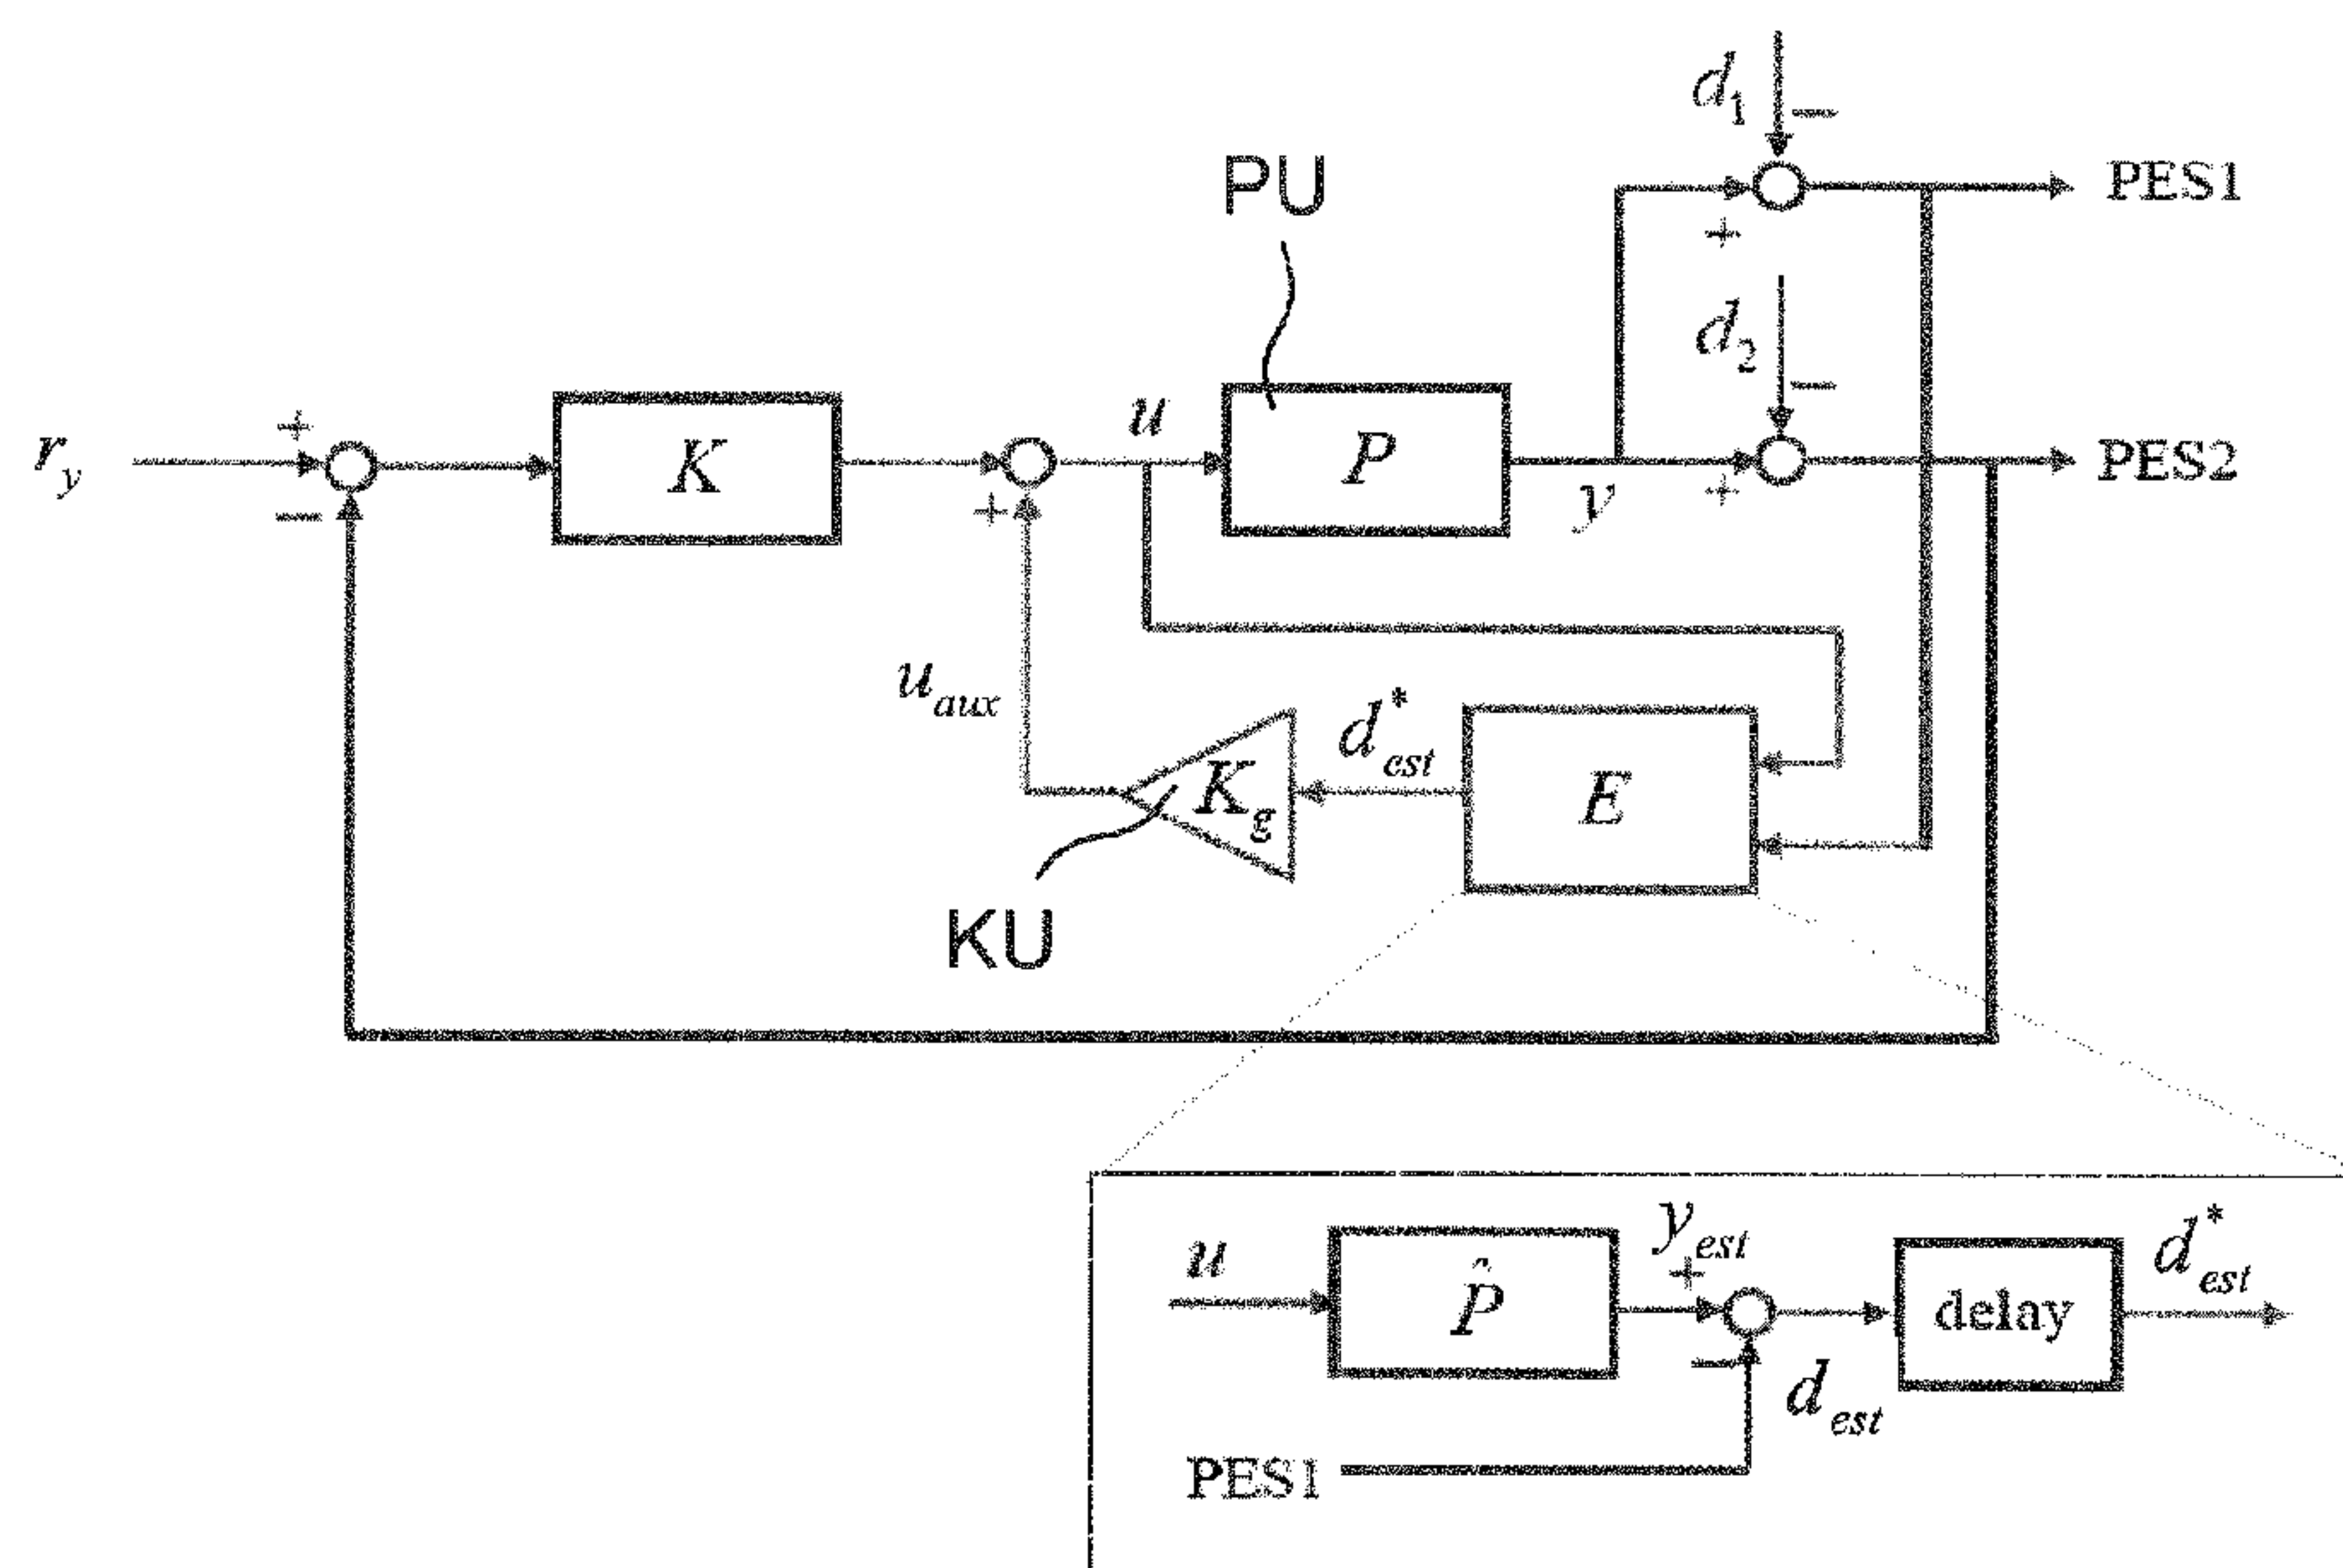 d₁
−
PU
PES1
+
d₂
−
r_y
+
−
K
u
+
P
y
+
PES2
u_aux
K_g
d*_est
E
KU
u
P̂
y_est
+
−
d_est
delay
d*_est
PES1